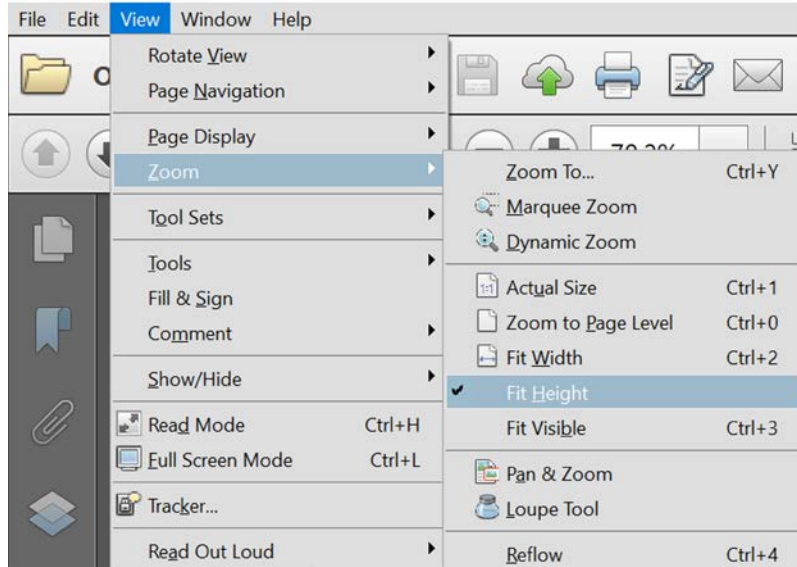 File Edit View Window Help
Rotate View
Page Navigation
Page Display
Zoom
Tool Sets
Tools
Fill & Sign
Comment
Show/Hide
Read Mode Ctrl+H
Full Screen Mode Ctrl+L
Tracker...
Read Out Loud
Zoom To... Ctrl+Y
Marquee Zoom
Dynamic Zoom
1:1 Actual Size Ctrl+1
Zoom to Page Level Ctrl+0
Fit Width Ctrl+2
Fit Height
Fit Visible Ctrl+3
Pan & Zoom
Loupe Tool
Reflow Ctrl+4